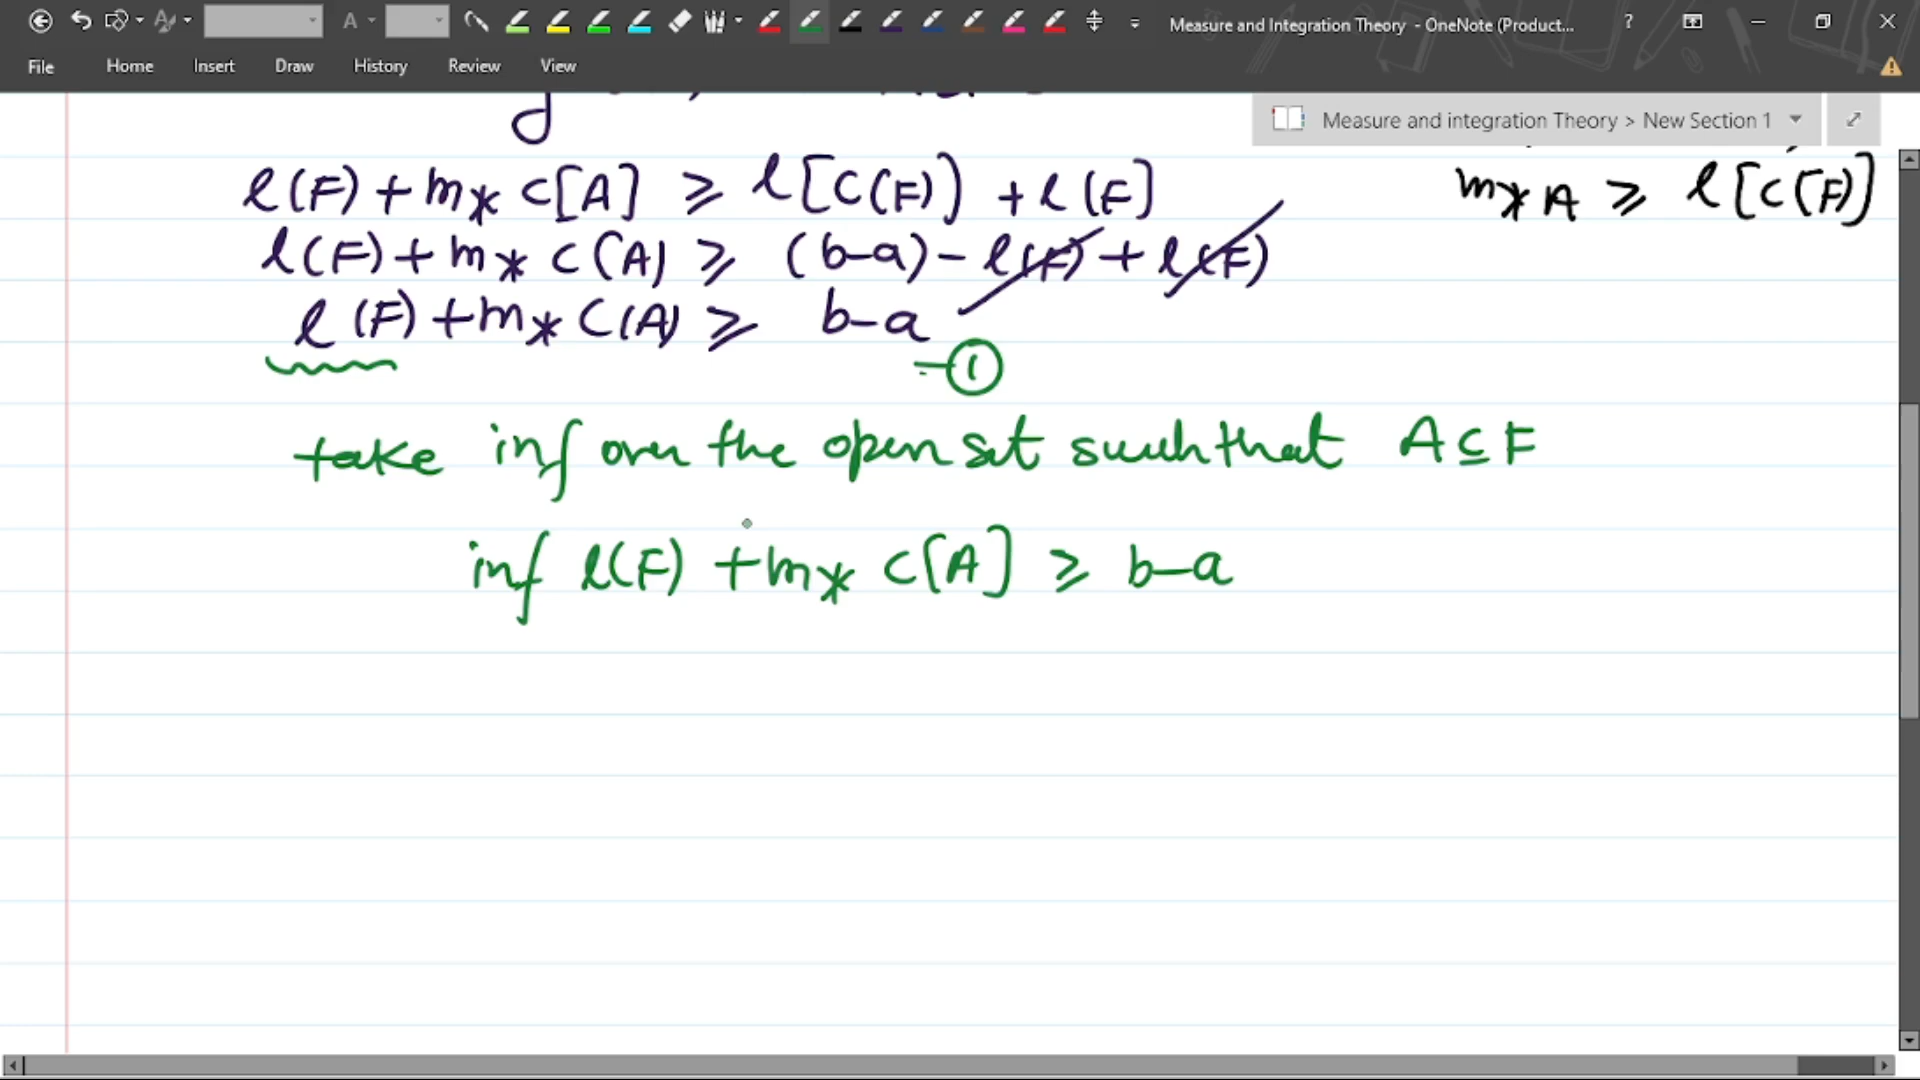 Measure and Integration Theory - OneNote (Product...
File Home Insert Draw History Review View
Measure and integration Theory > New Section 1
l(F) + m* C[A] ≥ l[C(F)] + l(F]
m* A ≥ l[C(F)]
l(F) + m* C(A) ≥ (b-a) - l(F) + l(F)
l(F) + m* C(A) ≥ b-a
- ①
take inf over the open set such that A ⊆ F
inf l(F) + m* C[A] ≥ b-a